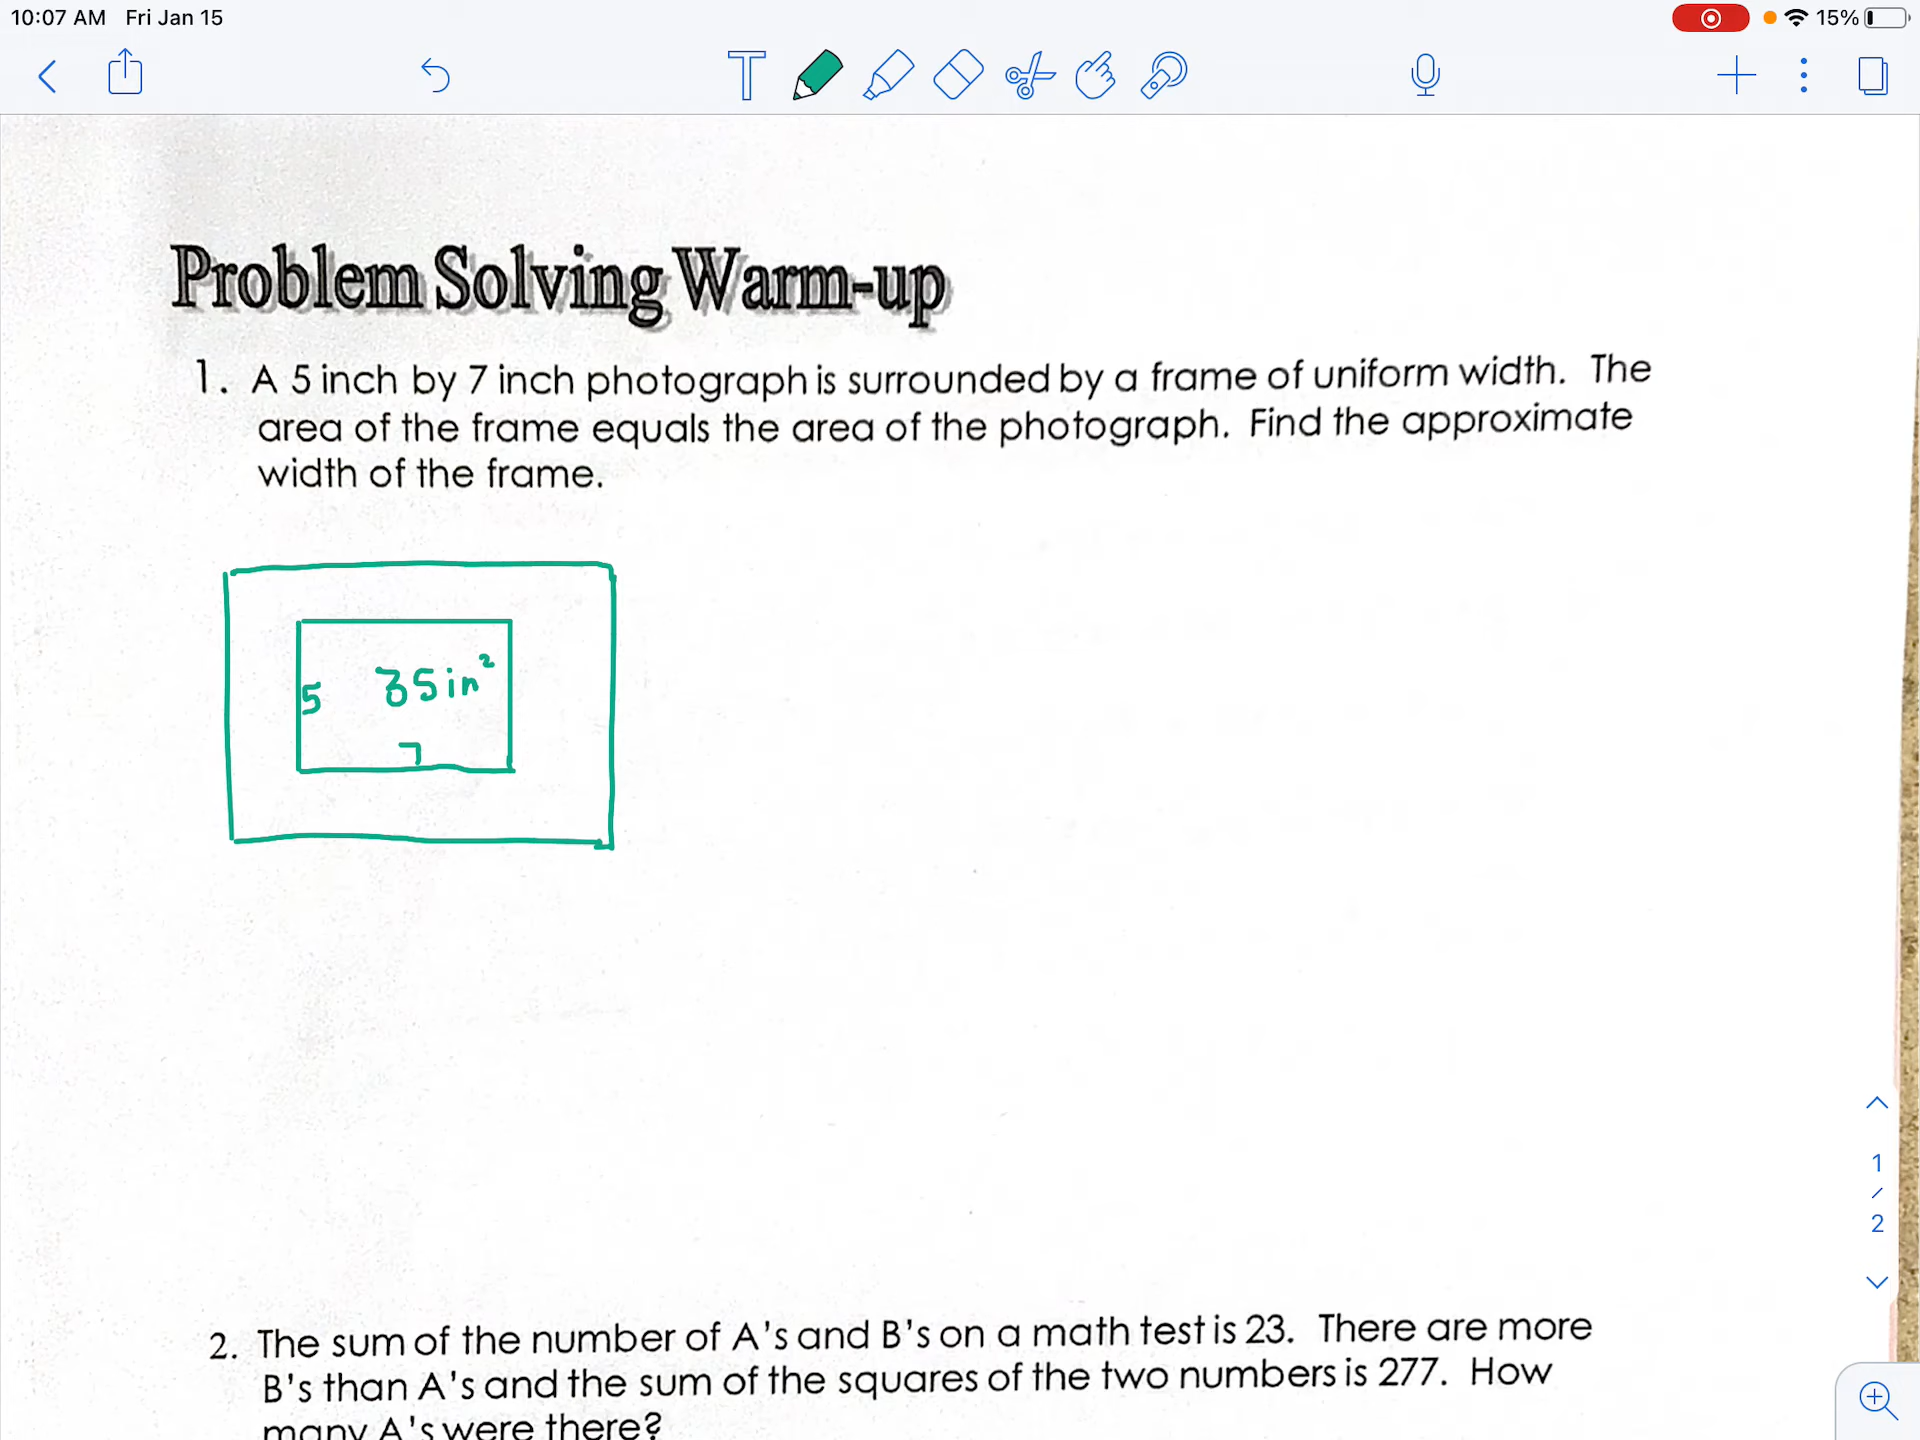 10:07 AM Fri Jan 15
15%
T
Problem Solving Warm-up
1. A 5 inch by 7 inch photograph is surrounded by a frame of uniform width. The
area of the frame equals the area of the photograph. Find the approximate
width of the frame.
5 35in²
7
1
/
2
2. The sum of the number of A's and B's on a math test is 23. There are more
B's than A's and the sum of the squares of the two numbers is 277. How
many A's were there?